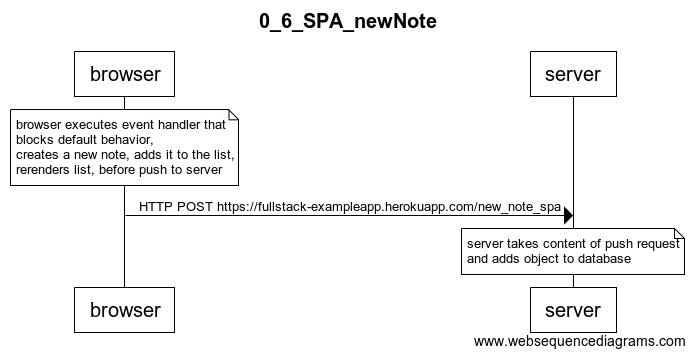 0_6_SPA_newNote
browser
server
browser executes event handler that
blocks default behavior,
creates a new note, adds it to the list,
rerenders list, before push to server
HTTP POST https://fullstack-exampleapp.herokuapp.com/new_note_spa
server takes content of push request
and adds object to database
browser
server
www.websequencediagrams.com